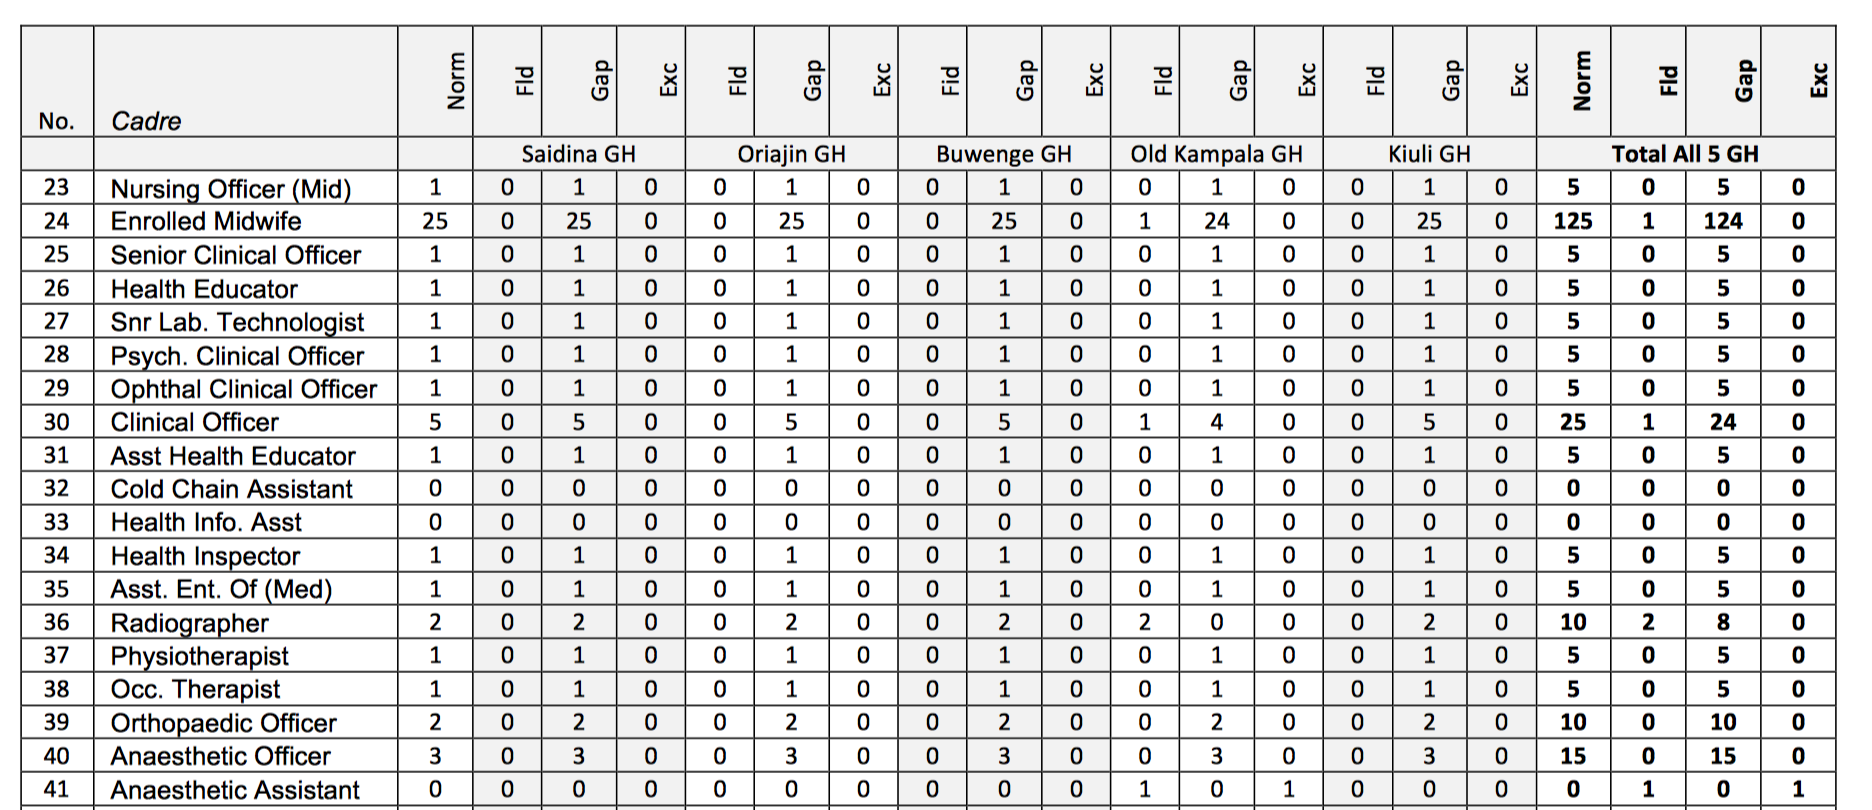 No. Cadre Norm Fld Gap Exc Fld Gap Exc Fid Gap Exc Fld Gap Exc Fld Gap Exc Norm Fld Gap Exc
Saidina GH Oriajin GH Buwenge GH Old Kampala GH Kiuli GH Total All 5 GH
23 Nursing Officer (Mid) 1 0 1 0 0 1 0 0 1 0 0 1 0 0 1 0 5 0 5 0
24 Enrolled Midwife 25 0 25 0 0 25 0 0 25 0 1 24 0 0 25 0 125 1 124 0
25 Senior Clinical Officer 1 0 1 0 0 1 0 0 1 0 0 1 0 0 1 0 5 0 5 0
26 Health Educator 1 0 1 0 0 1 0 0 1 0 0 1 0 0 1 0 5 0 5 0
27 Snr Lab. Technologist 1 0 1 0 0 1 0 0 1 0 0 1 0 0 1 0 5 0 5 0
28 Psych. Clinical Officer 1 0 1 0 0 1 0 0 1 0 0 1 0 0 1 0 5 0 5 0
29 Ophthal Clinical Officer 1 0 1 0 0 1 0 0 1 0 0 1 0 0 1 0 5 0 5 0
30 Clinical Officer 5 0 5 0 0 5 0 0 5 0 1 4 0 0 5 0 25 1 24 0
31 Asst Health Educator 1 0 1 0 0 1 0 0 1 0 0 1 0 0 1 0 5 0 5 0
32 Cold Chain Assistant 0 0 0 0 0 0 0 0 0 0 0 0 0 0 0 0 0 0 0 0
33 Health Info. Asst 0 0 0 0 0 0 0 0 0 0 0 0 0 0 0 0 0 0 0 0
34 Health Inspector 1 0 1 0 0 1 0 0 1 0 0 1 0 0 1 0 5 0 5 0
35 Asst. Ent. Of (Med) 1 0 1 0 0 1 0 0 1 0 0 1 0 0 1 0 5 0 5 0
36 Radiographer 2 0 2 0 0 2 0 0 2 0 2 0 0 0 2 0 10 2 8 0
37 Physiotherapist 1 0 1 0 0 1 0 0 1 0 0 1 0 0 1 0 5 0 5 0
38 Occ. Therapist 1 0 1 0 0 1 0 0 1 0 0 1 0 0 1 0 5 0 5 0
39 Orthopaedic Officer 2 0 2 0 0 2 0 0 2 0 0 2 0 0 2 0 10 0 10 0
40 Anaesthetic Officer 3 0 3 0 0 3 0 0 3 0 0 3 0 0 3 0 15 0 15 0
41 Anaesthetic Assistant 0 0 0 0 0 0 0 0 0 0 1 0 1 0 0 0 0 1 0 1